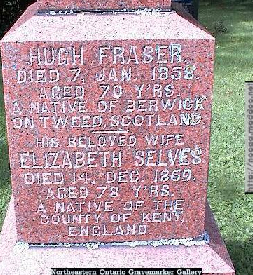 HUGH FRASER
DIED 7, JAN. 1858
AGED 70 Y'RS.
A NATIVE OF BERWICK
ON TWEED, SCOTLAND.
HIS BELOVED WIFE
ELIZABETH SELVES
DIED 14, DEC. 1869.
AGED 78 Y'RS.
A NATIVE OF THE
COUNTY OF KENT,
ENGLAND
Northeastern Ontario Gravemarker Gallery